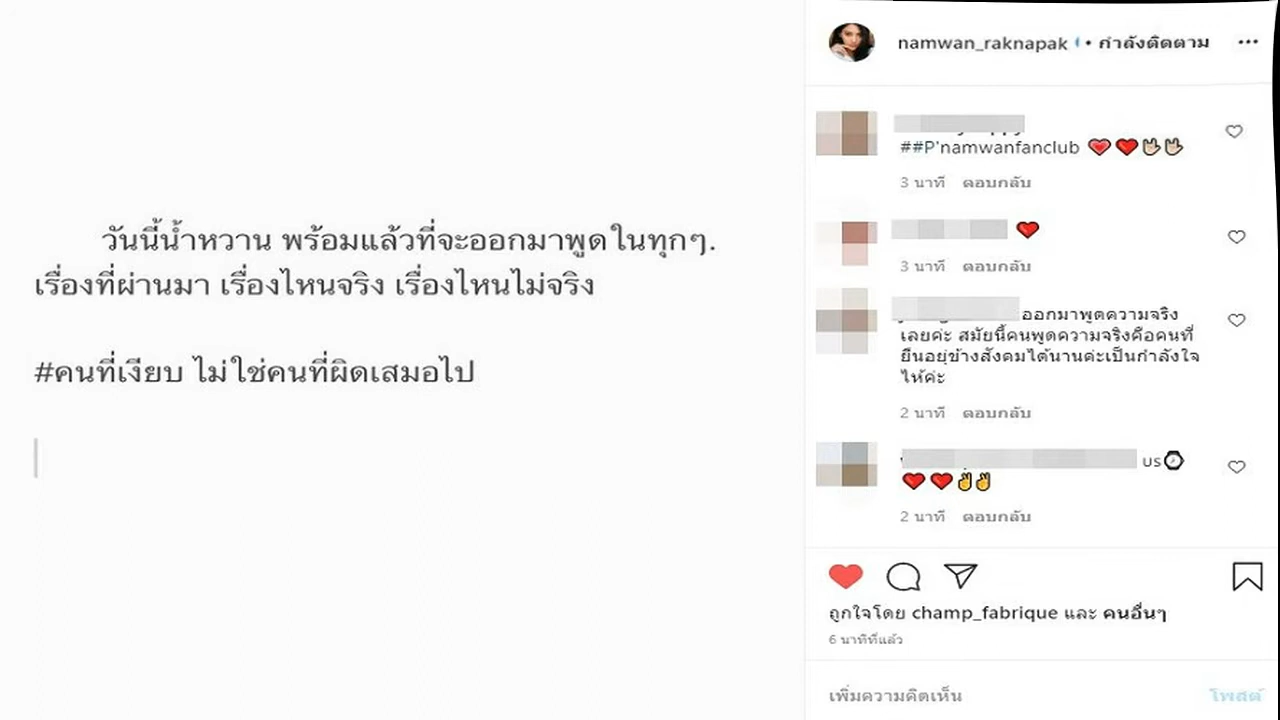 วันนี้น้ำหวาน พร้อมแล้วที่จะออกมาพูดในทุกๆ.
เรื่องที่ผ่านมา เรื่องไหนจริง เรื่องไหนไม่จริง
#คนที่เงียบ ไม่ใช่คนที่ผิดเสมอไป
namwan_raknapak • กำลังติดตาม
##P'namwanfanclub ❤️❤️🤟🏻🤟🏻
3 นาที ตอบกลับ
❤️
3 นาที ตอบกลับ
ออกมาพูดความจริง
เลยค่ะ สมัยนี้คนพูดความจริงคือคนที่
ยืนอยู่ข้างสังคมได้นานค่ะเป็นกำลังใจ
ให้ค่ะ
2 นาที ตอบกลับ
us
❤️❤️✌️✌️
2 นาที ตอบกลับ
ถูกใจโดย champ_fabrique และ คนอื่นๆ
6 นาทีที่แล้ว
เพิ่มความคิดเห็น
โพสต์